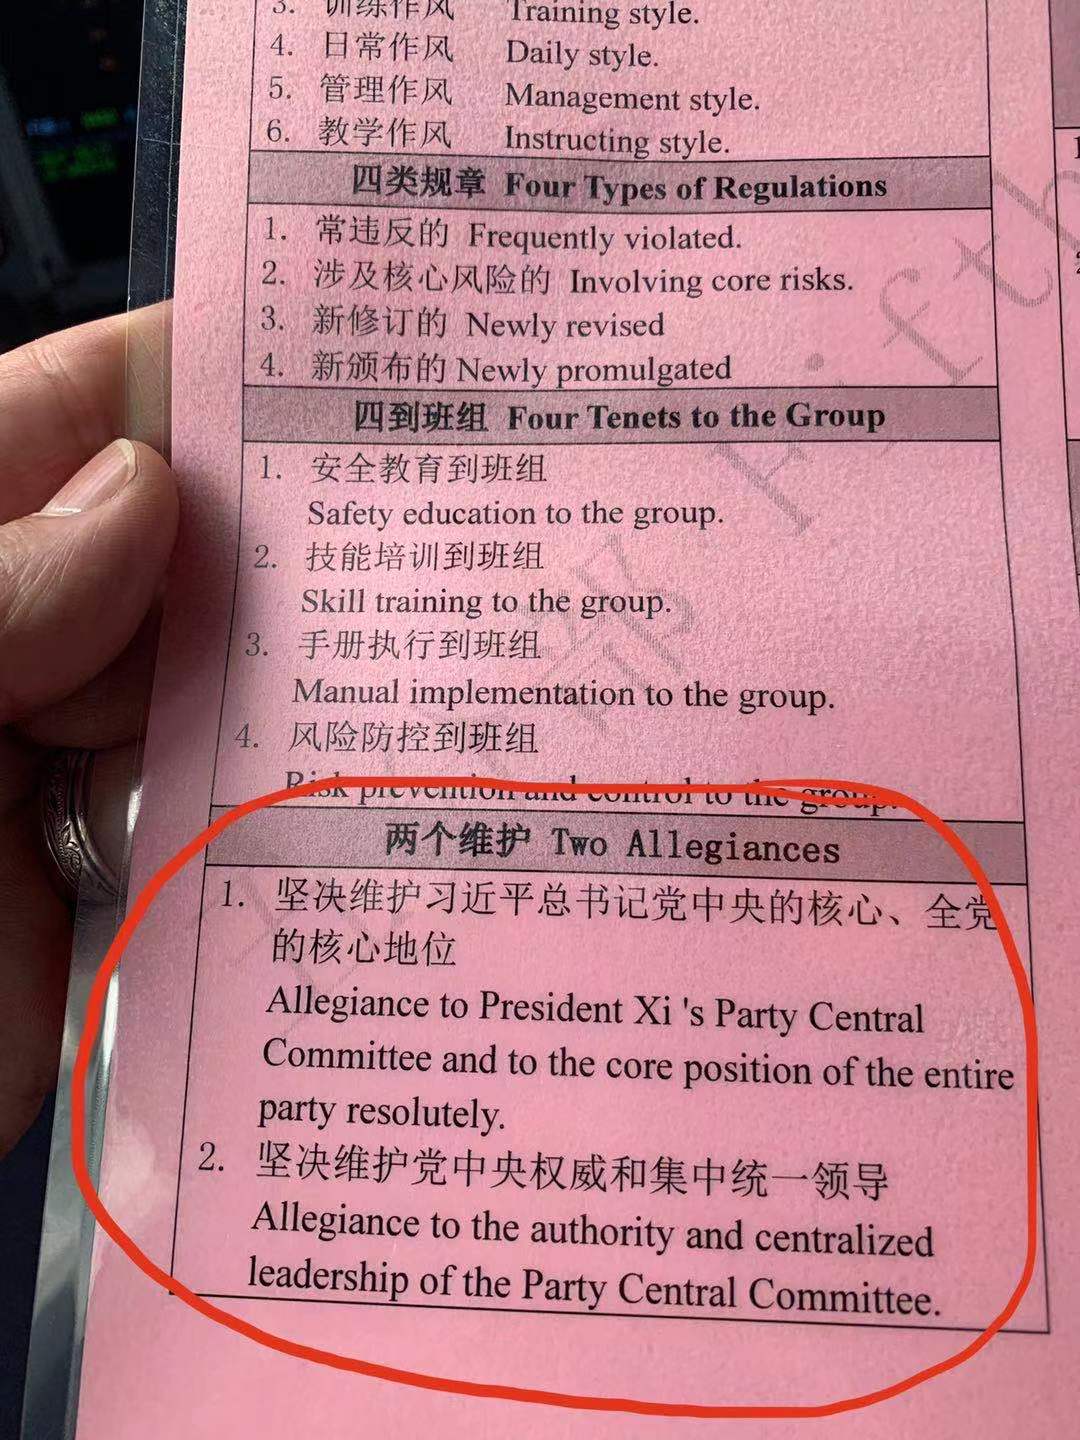 3. 训练作风 Training style.
4. 日常作风 Daily style.
5. 管理作风 Management style.
6. 教学作风 Instructing style.
四类规章 Four Types of Regulations
1. 常违反的 Frequently violated.
2. 涉及核心风险的 Involving core risks.
3. 新修订的 Newly revised
4. 新颁布的 Newly promulgated
四到班组 Four Tenets to the Group
1. 安全教育到班组
Safety education to the group.
2. 技能培训到班组
Skill training to the group.
3. 手册执行到班组
Manual implementation to the group.
4. 风险防控到班组
Risk prevention and control to the group.
两个维护 Two Allegiances
1. 坚决维护习近平总书记党中央的核心、全党
的核心地位
Allegiance to President Xi 's Party Central
Committee and to the core position of the entire
party resolutely.
2. 坚决维护党中央权威和集中统一领导
Allegiance to the authority and centralized
leadership of the Party Central Committee.